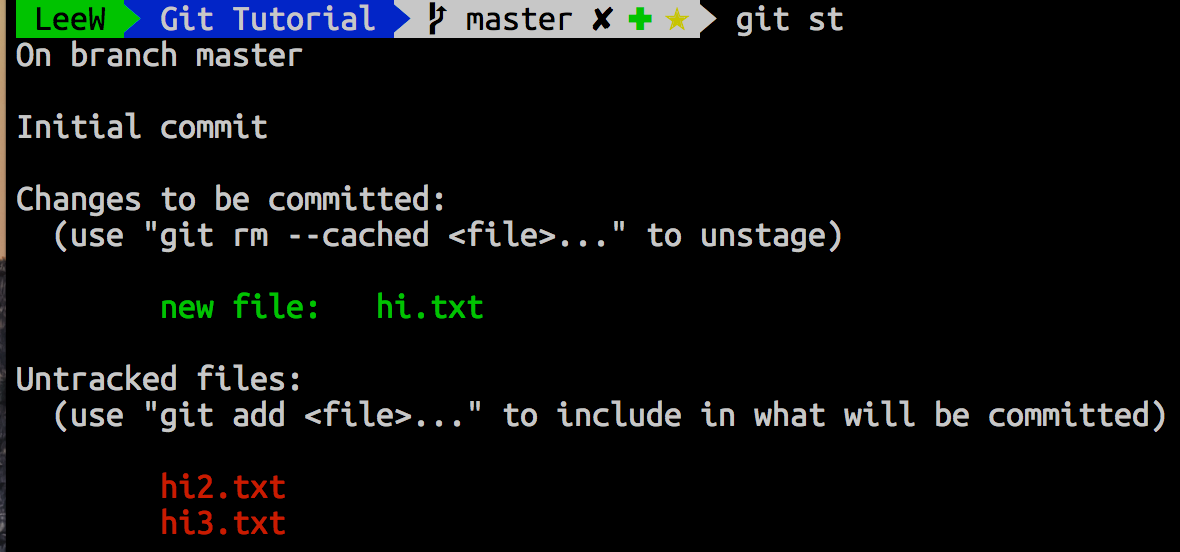 LeeW Git Tutorial master ✘ ✚ ★ git st
On branch master
Initial commit
Changes to be committed:
(use "git rm --cached <file>..." to unstage)
new file: hi.txt
Untracked files:
(use "git add <file>..." to include in what will be committed)
hi2.txt
hi3.txt